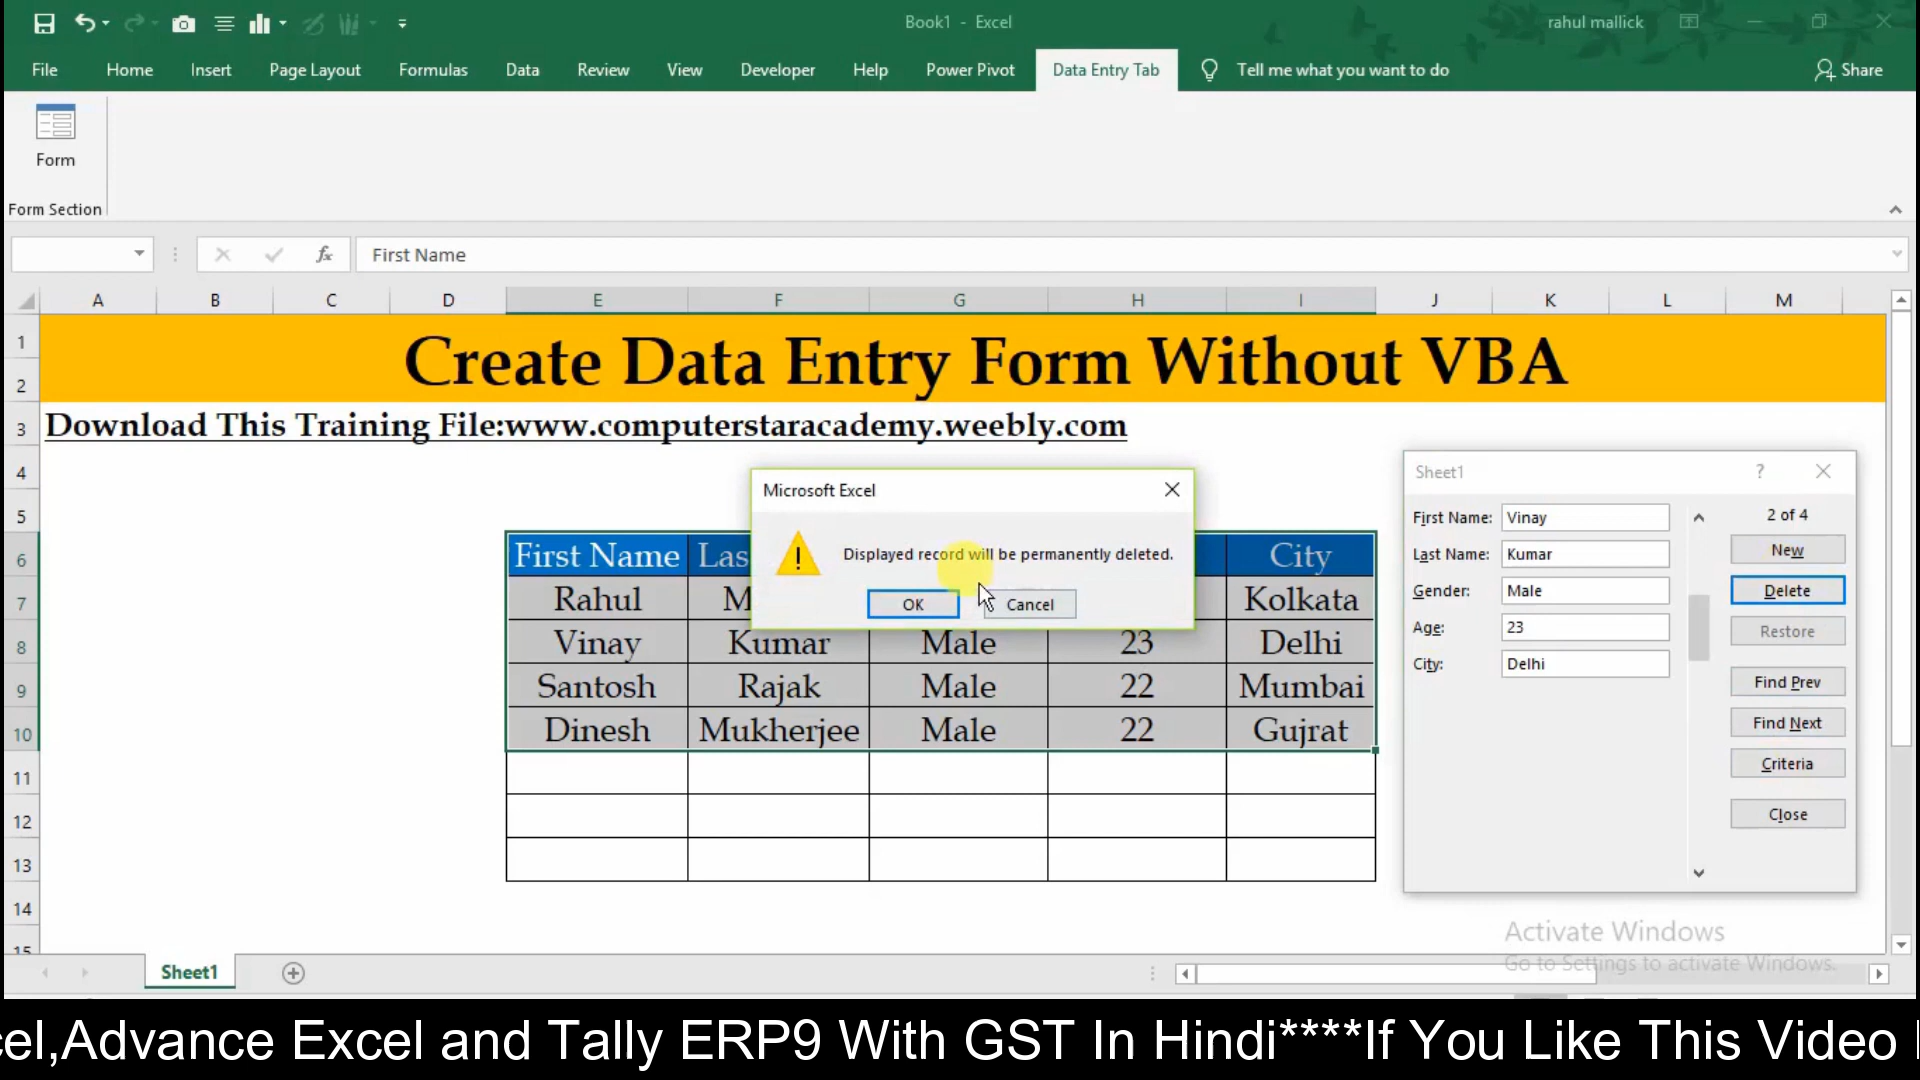 Book1 - Excel
rahul mallick
File Home Insert Page Layout Formulas Data Review View Developer Help Power Pivot Data Entry Tab Tell me what you want to do Share
Form
Form Section
fx First Name
A B C D E F G H I J K L M
1 Create Data Entry Form Without VBA
2
3 Download This Training File:www.computerstaracademy.weebly.com
4
5
6 First Name Las City
7 Rahul M Kolkata
8 Vinay Kumar Male 23 Delhi
9 Santosh Rajak Male 22 Mumbai
10 Dinesh Mukherjee Male 22 Gujrat
11
12
13
14
15
Microsoft Excel
Displayed record will be permanently deleted.
OK Cancel
Sheet1 ?
First Name: Vinay 2 of 4
New
Last Name: Kumar
Gender: Male Delete
Age: 23 Restore
City: Delhi
Find Prev
Find Next
Criteria
Close
Activate Windows
Go to Settings to activate Windows.
Sheet1
cel,Advance Excel and Tally ERP9 With GST In Hindi****If You Like This Video